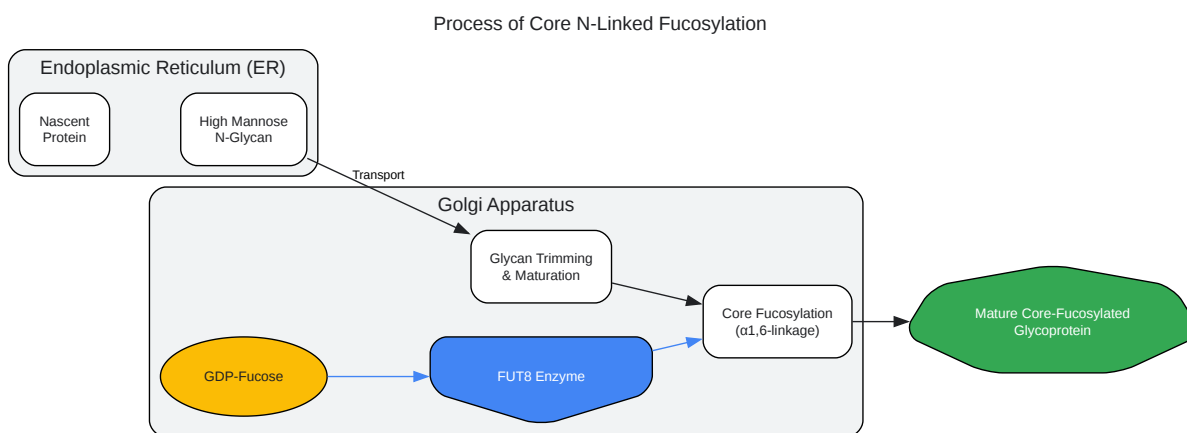 Process of Core N-Linked Fucosylation
Endoplasmic Reticulum (ER)
Nascent
Protein
High Mannose
N-Glycan
Transport
Golgi Apparatus
Glycan Trimming
& Maturation
Core Fucosylation
(α1,6-linkage)
Mature Core-Fucosylated
Glycoprotein
GDP-Fucose
FUT8 Enzyme